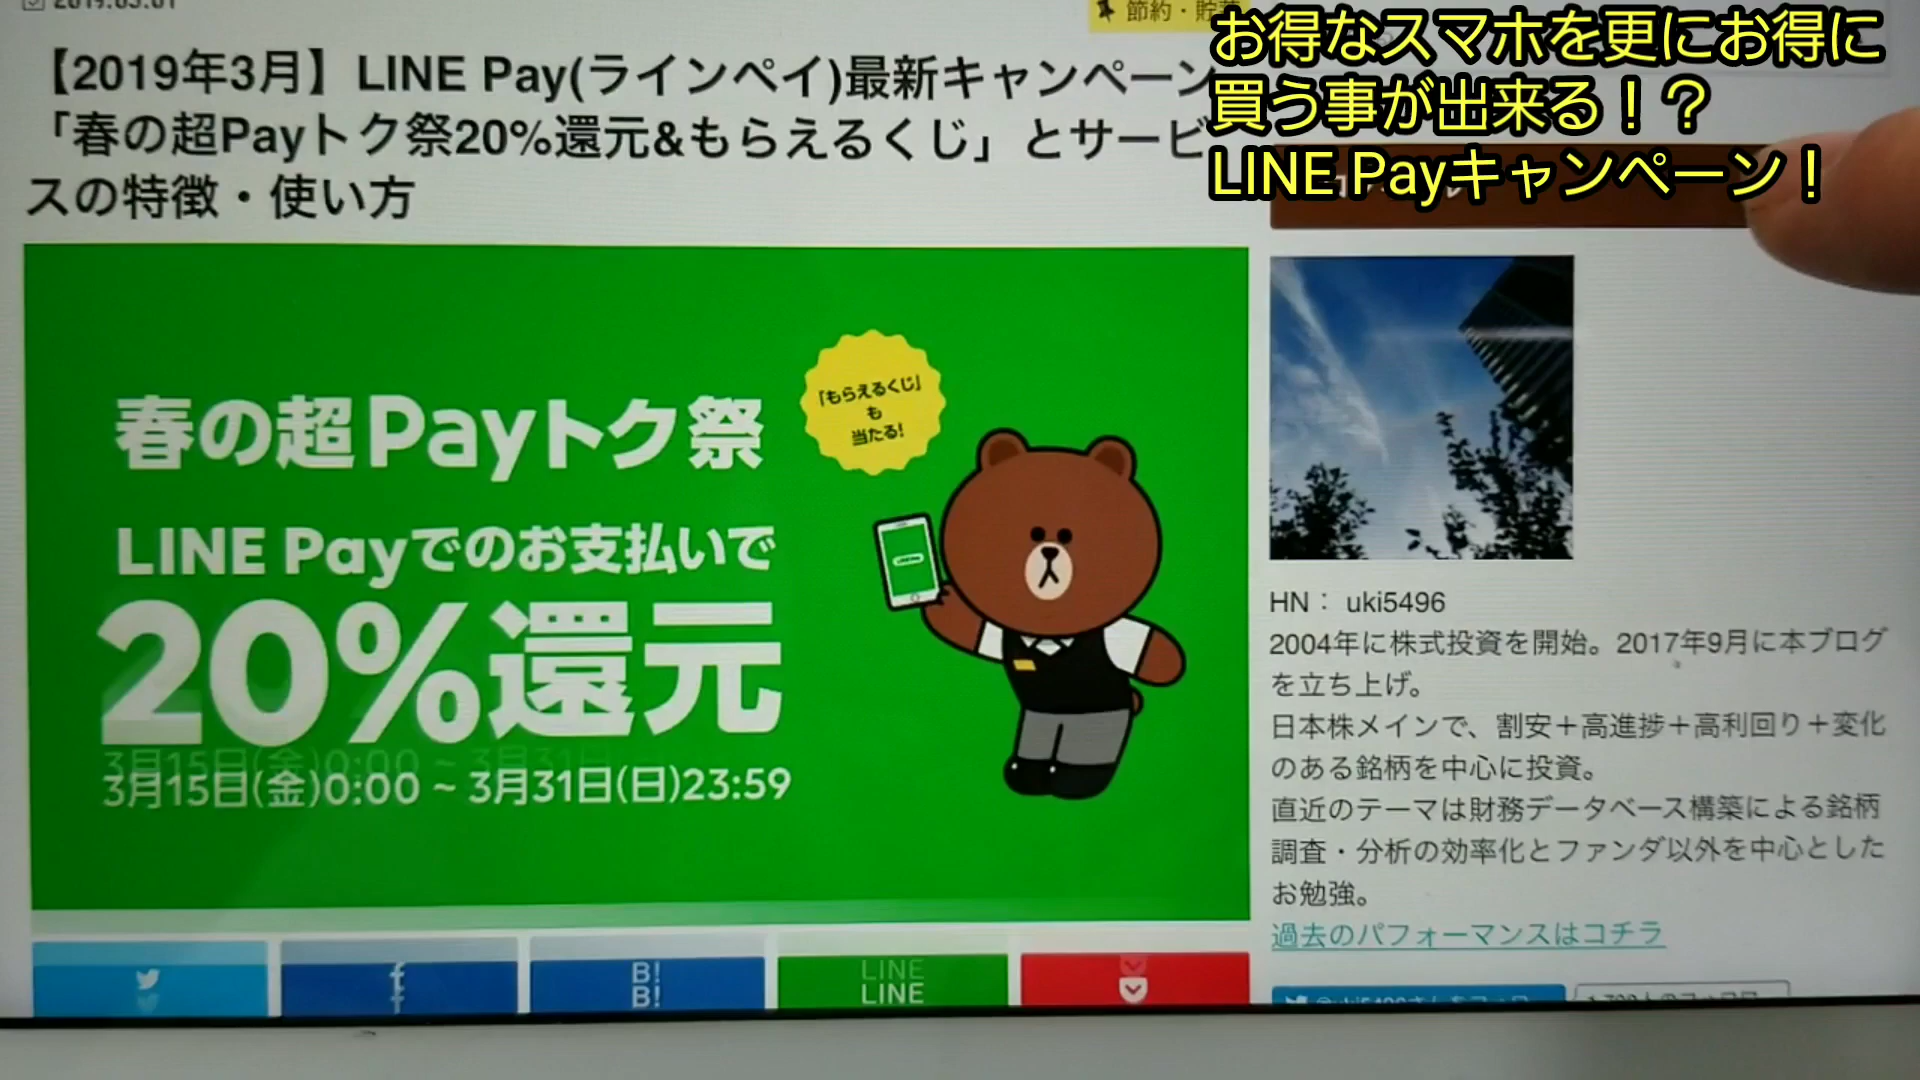 節約・貯蓄
【2019年3月】LINE Pay(ラインペイ)最新キャンペーン
「春の超Payトク祭20%還元&もらえるくじ」とサービ
スの特徴・使い方
お得なスマホを更にお得に
買う事が出来る！？
LINE Payキャンペーン！
「もらえるくじ」
も
当たる!
春の超Payトク祭
LINE Payでのお支払いで
20%還元
3月15日(金)0:00 ~ 3月31日(日)23:59
B!
B!
LINE
LINE
HN： uki5496
2004年に株式投資を開始。2017年9月に本ブログ
を立ち上げ。
日本株メインで、割安＋高進捗＋高利回り＋変化
のある銘柄を中心に投資。
直近のテーマは財務データベース構築による銘柄
調査・分析の効率化とファンダ以外を中心とした
お勉強。
過去のパフォーマンスはコチラ